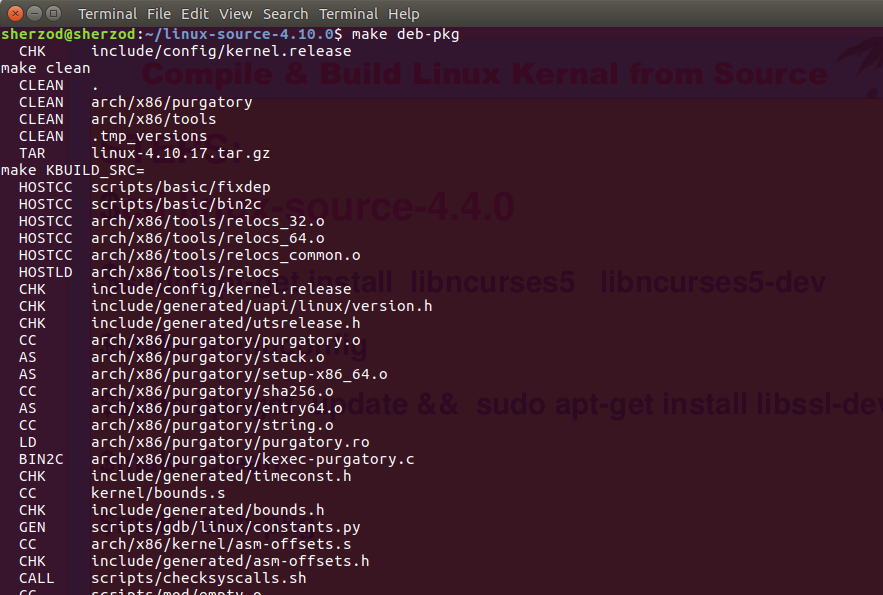 Terminal File Edit View Search Terminal Help
sherzod@sherzod:~/linux-source-4.10.0$ make deb-pkg
CHK include/config/kernel.release
make clean
Compile & Build Linux Kernal from Source
CLEAN .
CLEAN arch/x86/purgatory
CLEAN arch/x86/tools
CLEAN .tmp_versions
TAR linux-4.10.17.tar.gz
make KBUILD_SRC=
HOSTCC scripts/basic/fixdep
HOSTCC scripts/basic/bin2c
-source-4.4.0
HOSTCC arch/x86/tools/relocs_32.o
HOSTCC arch/x86/tools/relocs_64.o
HOSTCC arch/x86/tools/relocs_common.o
HOSTLD arch/x86/tools/relocs
-get install libncurses5 libncurses5-dev
CHK include/config/kernel.release
CHK include/generated/uapi/linux/version.h
CHK include/generated/utsrelease.h
CC arch/x86/purgatory/purgatory.o
AS arch/x86/purgatory/stack.o
AS arch/x86/purgatory/setup-x86_64.o
CC arch/x86/purgatory/sha256.o
AS arch/x86/purgatory/entry64.o
update && sudo apt-get install libssl-dev
CC arch/x86/purgatory/string.o
LD arch/x86/purgatory/purgatory.ro
BIN2C arch/x86/purgatory/kexec-purgatory.c
CHK include/generated/timeconst.h
CC kernel/bounds.s
CHK include/generated/bounds.h
GEN scripts/gdb/linux/constants.py
CC arch/x86/kernel/asm-offsets.s
CHK include/generated/asm-offsets.h
CALL scripts/checksyscalls.sh
CC scripts/mod/empty.o